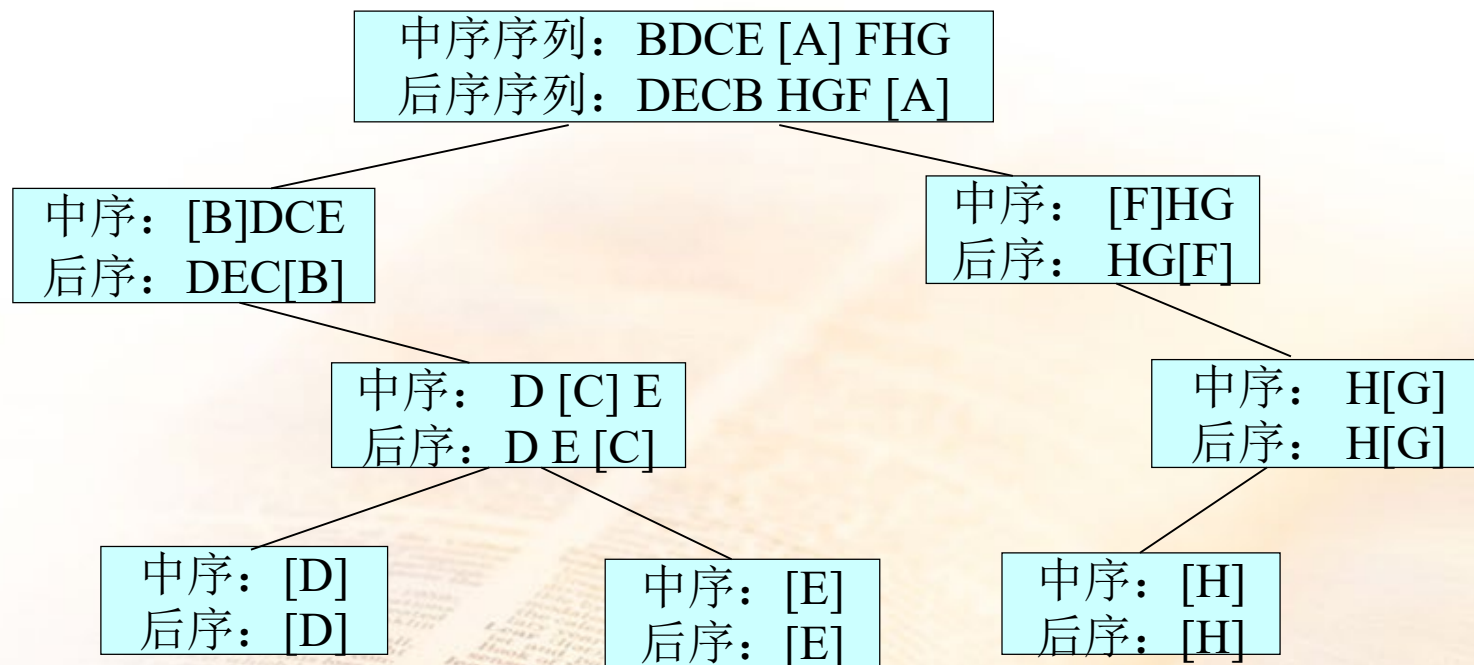 中序序列：BDCE [A] FHG
后序序列：DECB HGF [A]
中序：[B]DCE
后序：DEC[B]
中序： [F]HG
后序： HG[F]
中序： D [C] E
后序：D E [C]
中序： H[G]
后序： H[G]
中序：[D]
后序：[D]
中序：[E]
后序：[E]
中序：[H]
后序：[H]